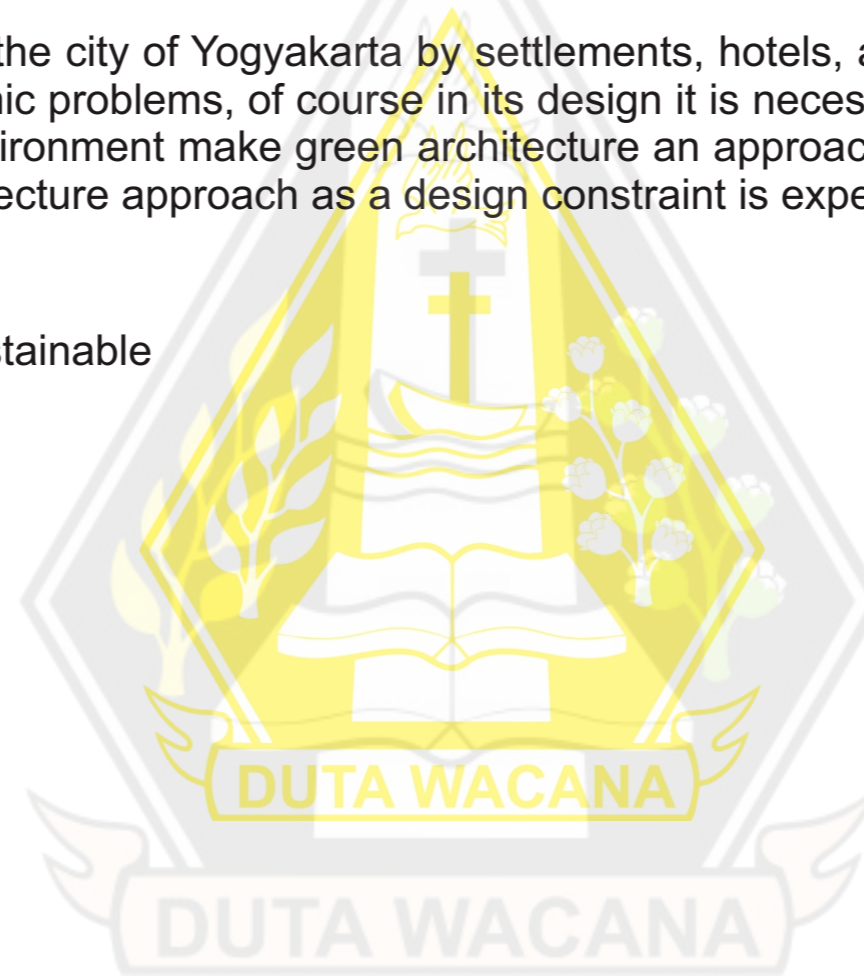 the city of Yogyakarta by settlements, hotels,
nic problems, of course in its design it is neces
ironment make green architecture an approac
ecture approach as a design constraint is expe
stainable
DUTA WACANA
DUTA WACANA